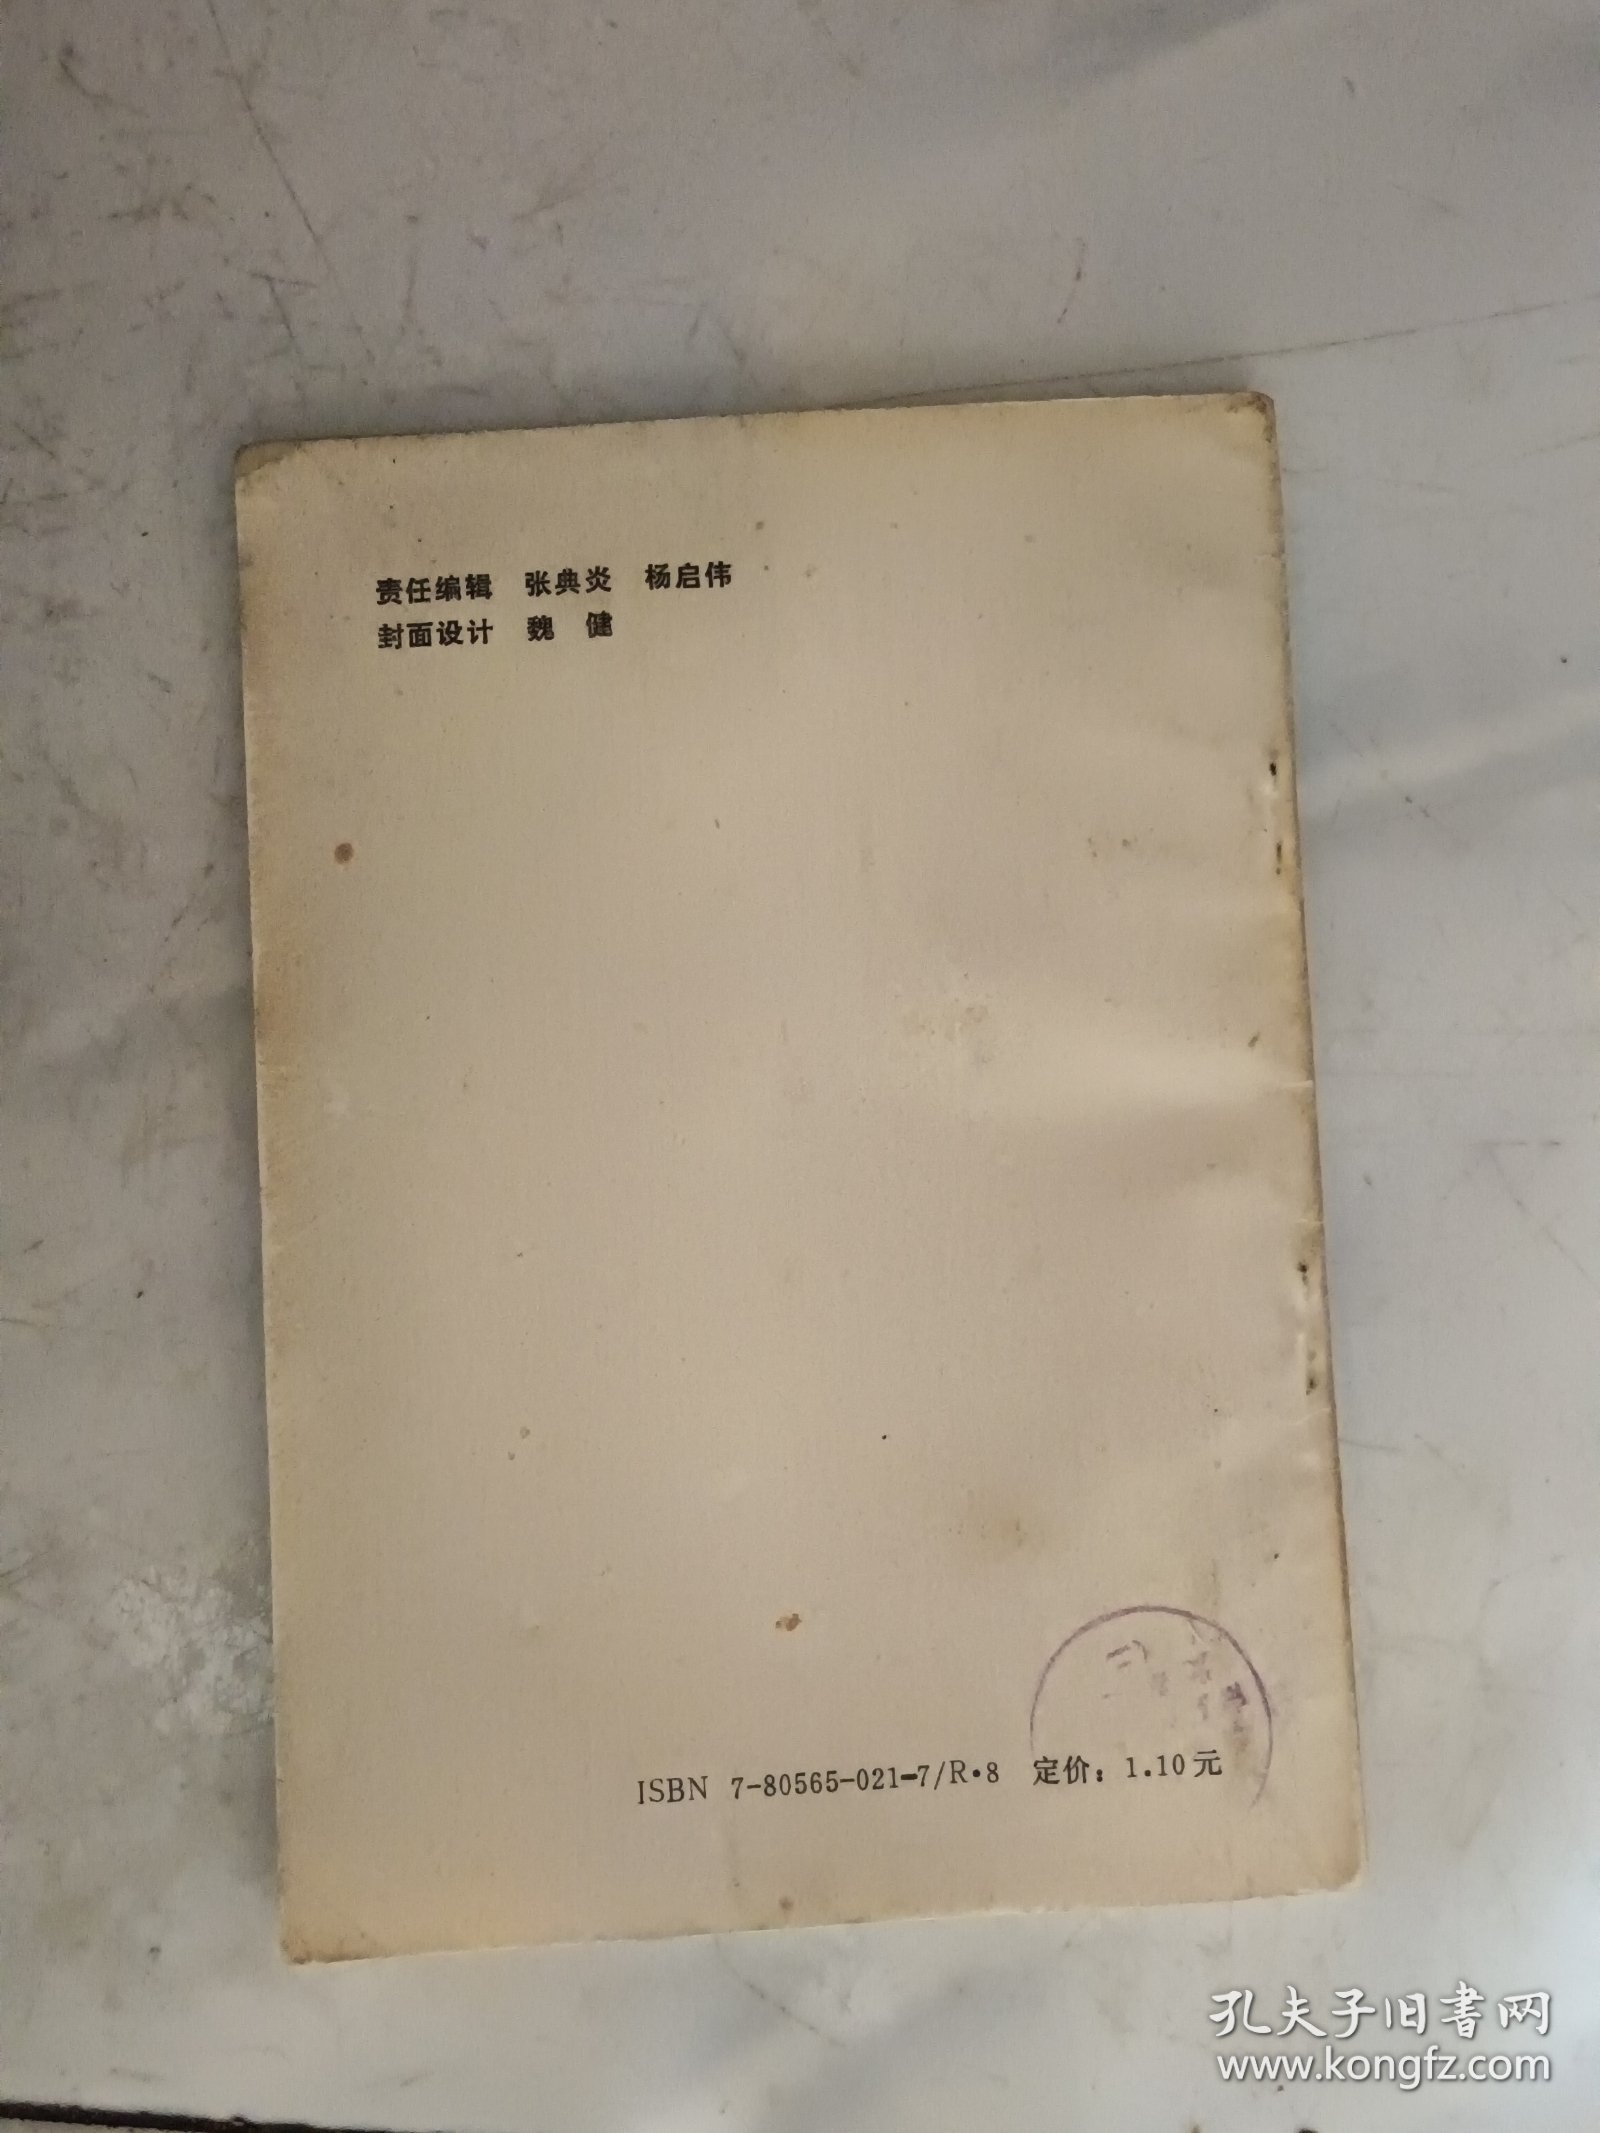 责任编辑 张典炎 杨启伟
封面设计 魏 健
ISBN 7-80565-021-7/R·8 定价：1.10元
孔夫子旧书网
www.kongfz.com